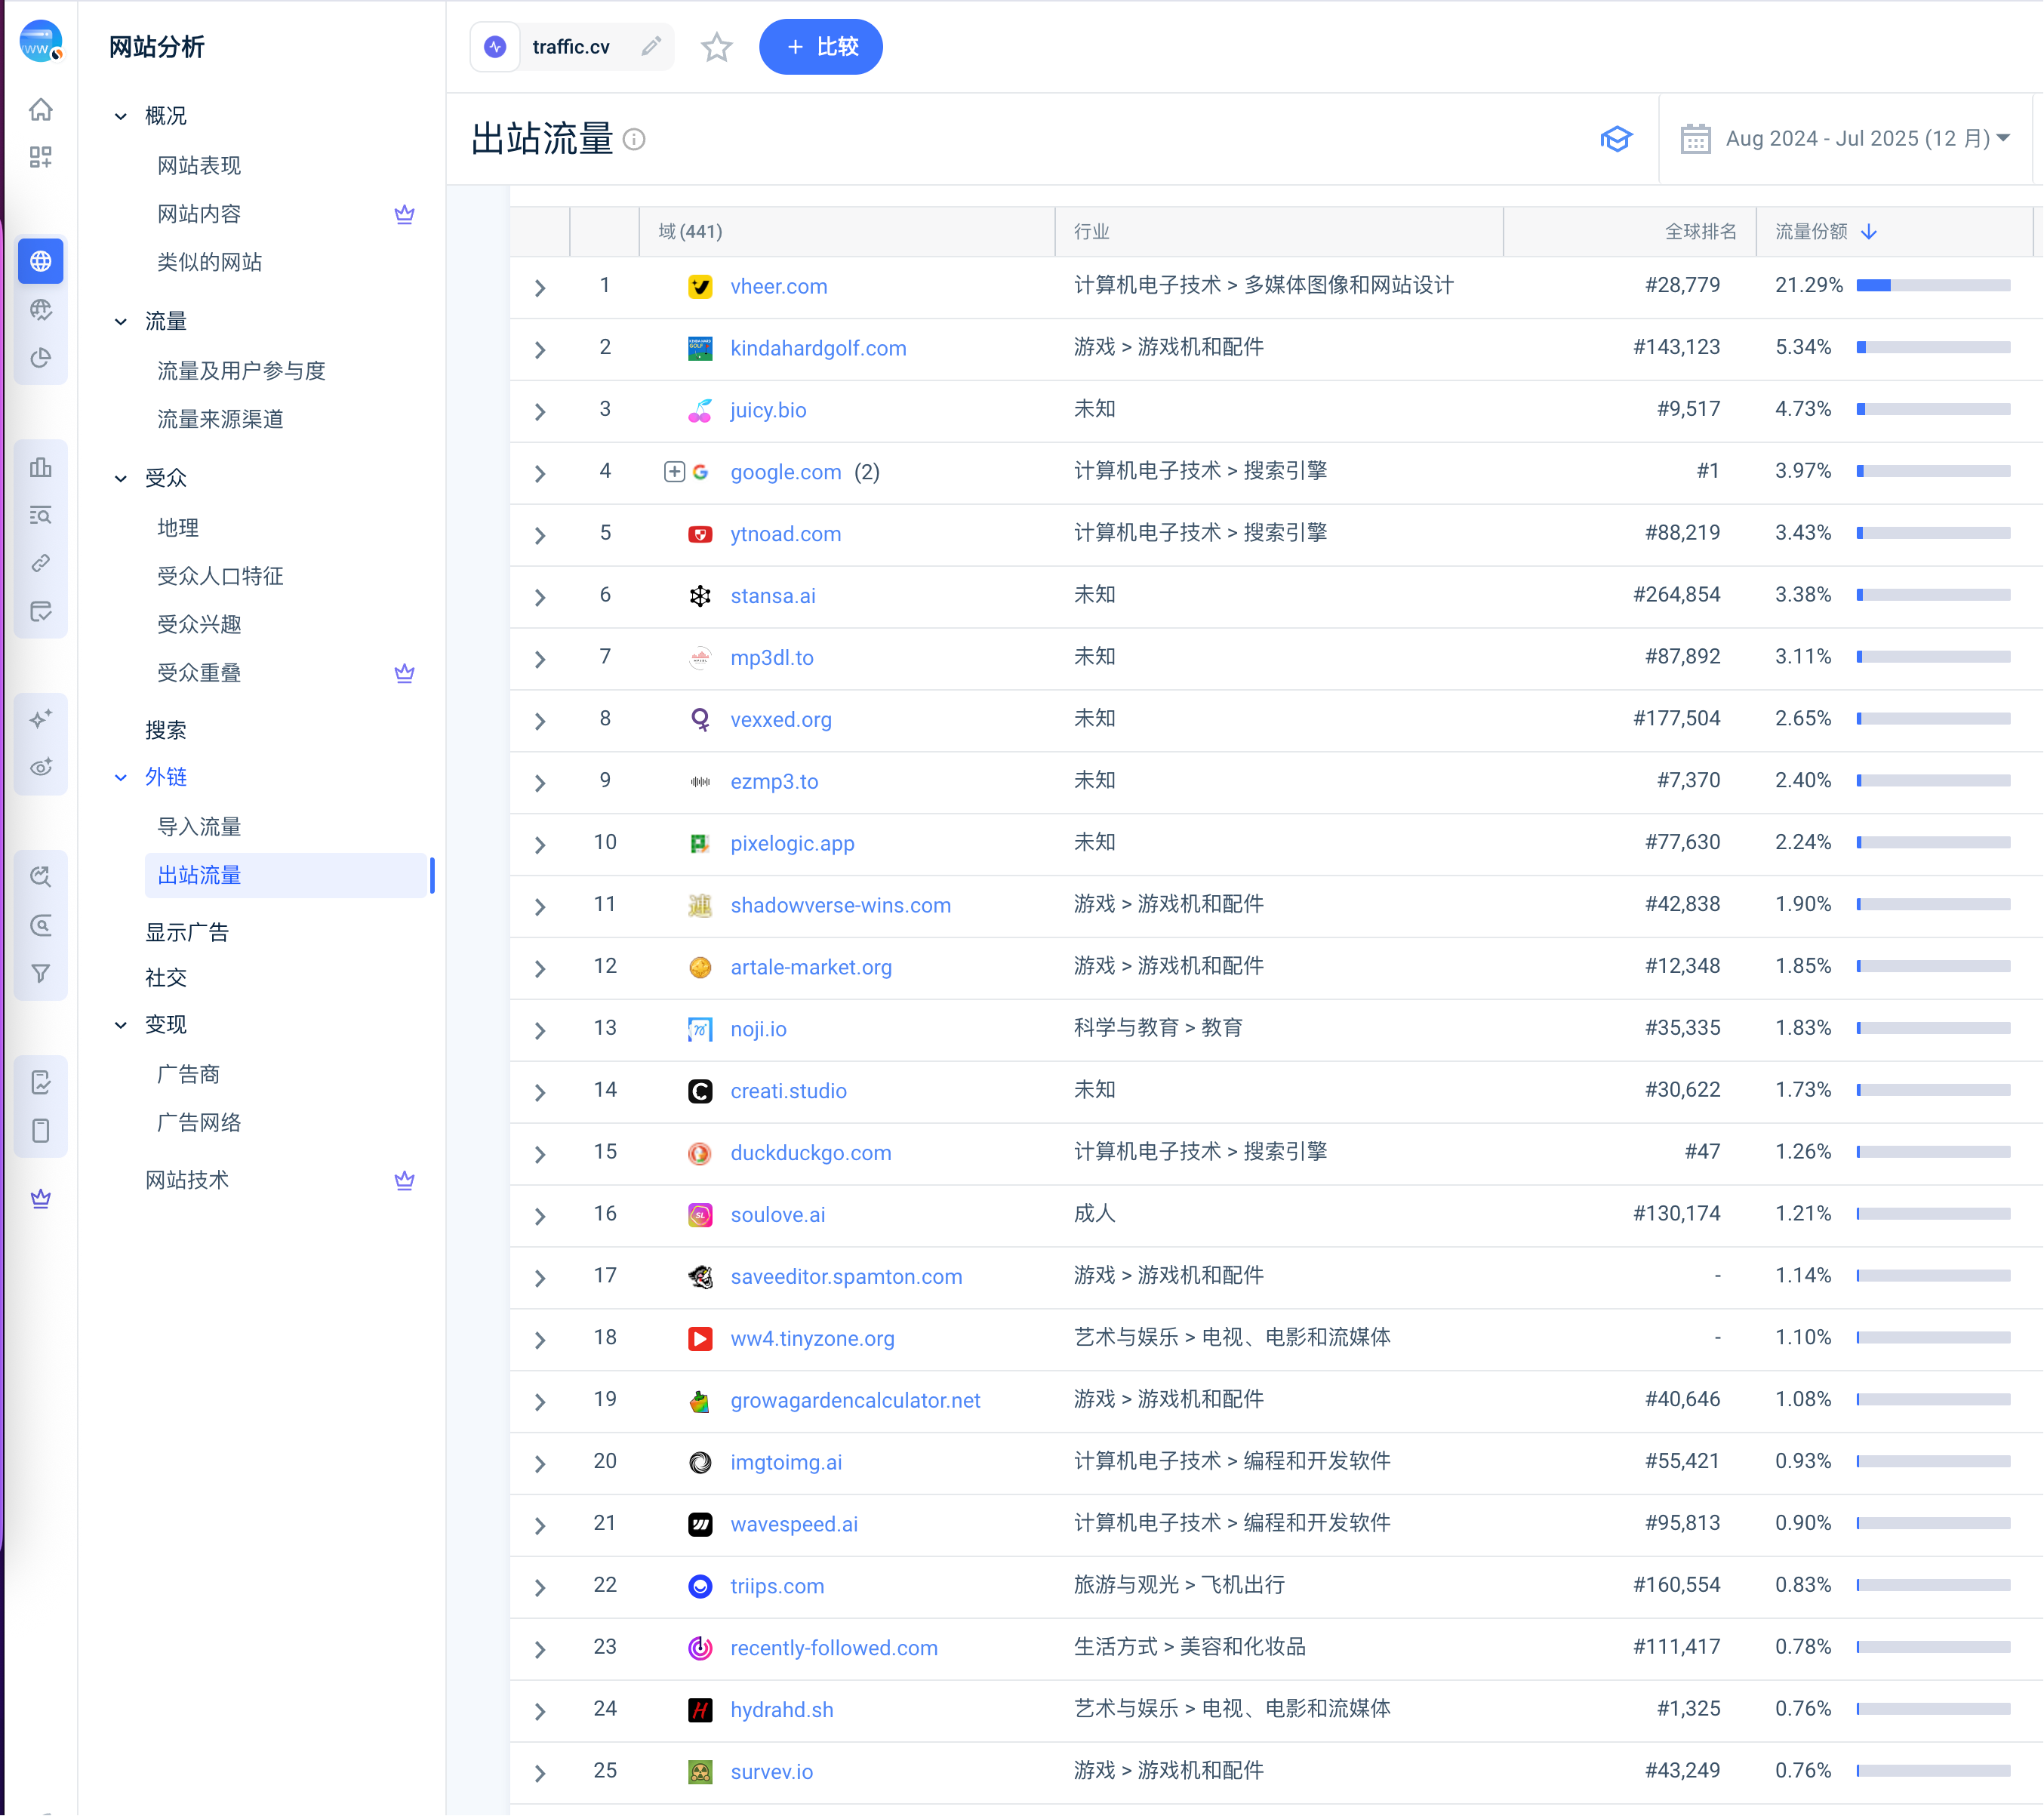 网站分析
概况
网站表现
网站内容
类似的网站
流量
流量及用户参与度
流量来源渠道
受众
地理
受众人口特征
受众兴趣
受众重叠
搜索
外链
导入流量
出站流量
显示广告
社交
变现
广告商
广告网络
网站技术
traffic.cv
+ 比较
出站流量
Aug 2024 - Jul 2025 (12 月)
域 (441) 行业 全球排名 流量份额
1 vheer.com 计算机电子技术 > 多媒体图像和网站设计 #28,779 21.29%
2 kindahardgolf.com 游戏 > 游戏机和配件 #143,123 5.34%
3 juicy.bio 未知 #9,517 4.73%
4 google.com (2) 计算机电子技术 > 搜索引擎 #1 3.97%
5 ytnoad.com 计算机电子技术 > 搜索引擎 #88,219 3.43%
6 stansa.ai 未知 #264,854 3.38%
7 mp3dl.to 未知 #87,892 3.11%
8 vexxed.org 未知 #177,504 2.65%
9 ezmp3.to 未知 #7,370 2.40%
10 pixelogic.app 未知 #77,630 2.24%
11 shadowverse-wins.com 游戏 > 游戏机和配件 #42,838 1.90%
12 artale-market.org 游戏 > 游戏机和配件 #12,348 1.85%
13 noji.io 科学与教育 > 教育 #35,335 1.83%
14 creati.studio 未知 #30,622 1.73%
15 duckduckgo.com 计算机电子技术 > 搜索引擎 #47 1.26%
16 soulove.ai 成人 #130,174 1.21%
17 saveeditor.spamton.com 游戏 > 游戏机和配件 - 1.14%
18 ww4.tinyzone.org 艺术与娱乐 > 电视、电影和流媒体 - 1.10%
19 growagardencalculator.net 游戏 > 游戏机和配件 #40,646 1.08%
20 imgtoimg.ai 计算机电子技术 > 编程和开发软件 #55,421 0.93%
21 wavespeed.ai 计算机电子技术 > 编程和开发软件 #95,813 0.90%
22 triips.com 旅游与观光 > 飞机出行 #160,554 0.83%
23 recently-followed.com 生活方式 > 美容和化妆品 #111,417 0.78%
24 hydrahd.sh 艺术与娱乐 > 电视、电影和流媒体 #1,325 0.76%
25 survev.io 游戏 > 游戏机和配件 #43,249 0.76%